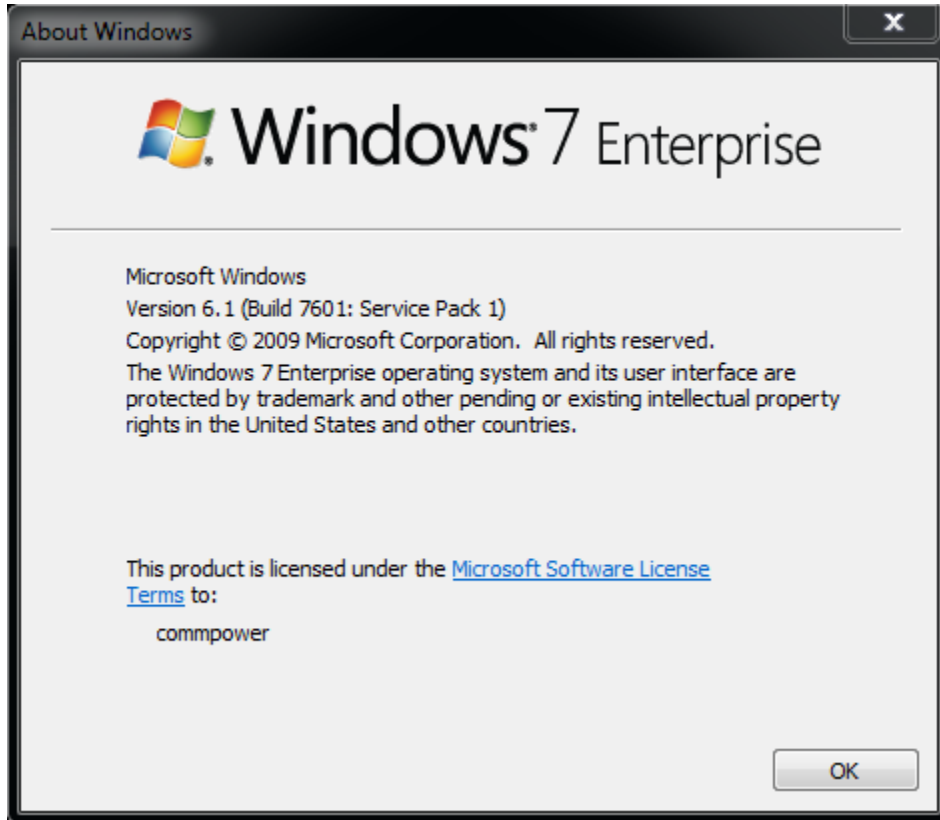 About Windows
x
Windows® 7 Enterprise
Microsoft Windows
Version 6.1 (Build 7601: Service Pack 1)
Copyright © 2009 Microsoft Corporation.  All rights reserved.
The Windows 7 Enterprise operating system and its user interface are
protected by trademark and other pending or existing intellectual property
rights in the United States and other countries.
This product is licensed under the Microsoft Software License
Terms to:
commpower
OK